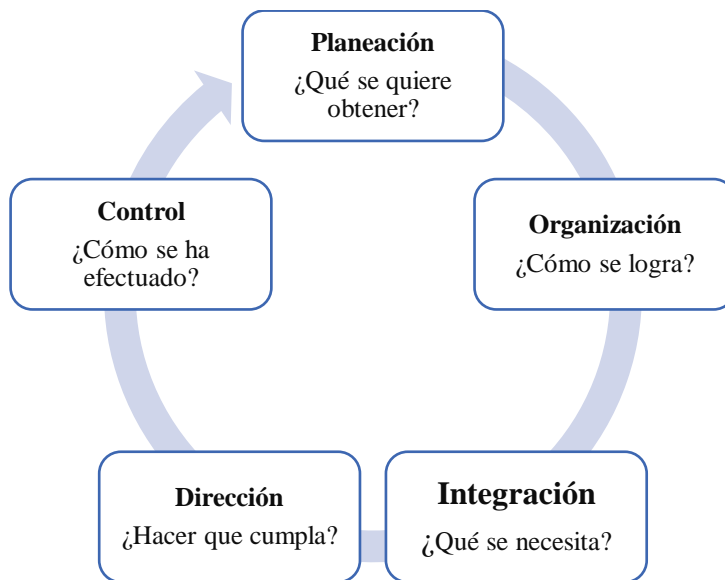 Planeación
¿Qué se quiere
obtener?
Organización
¿Cómo se logra?
Integración
¿Qué se necesita?
Dirección
¿Hacer que cumpla?
Control
¿Cómo se ha
efectuado?